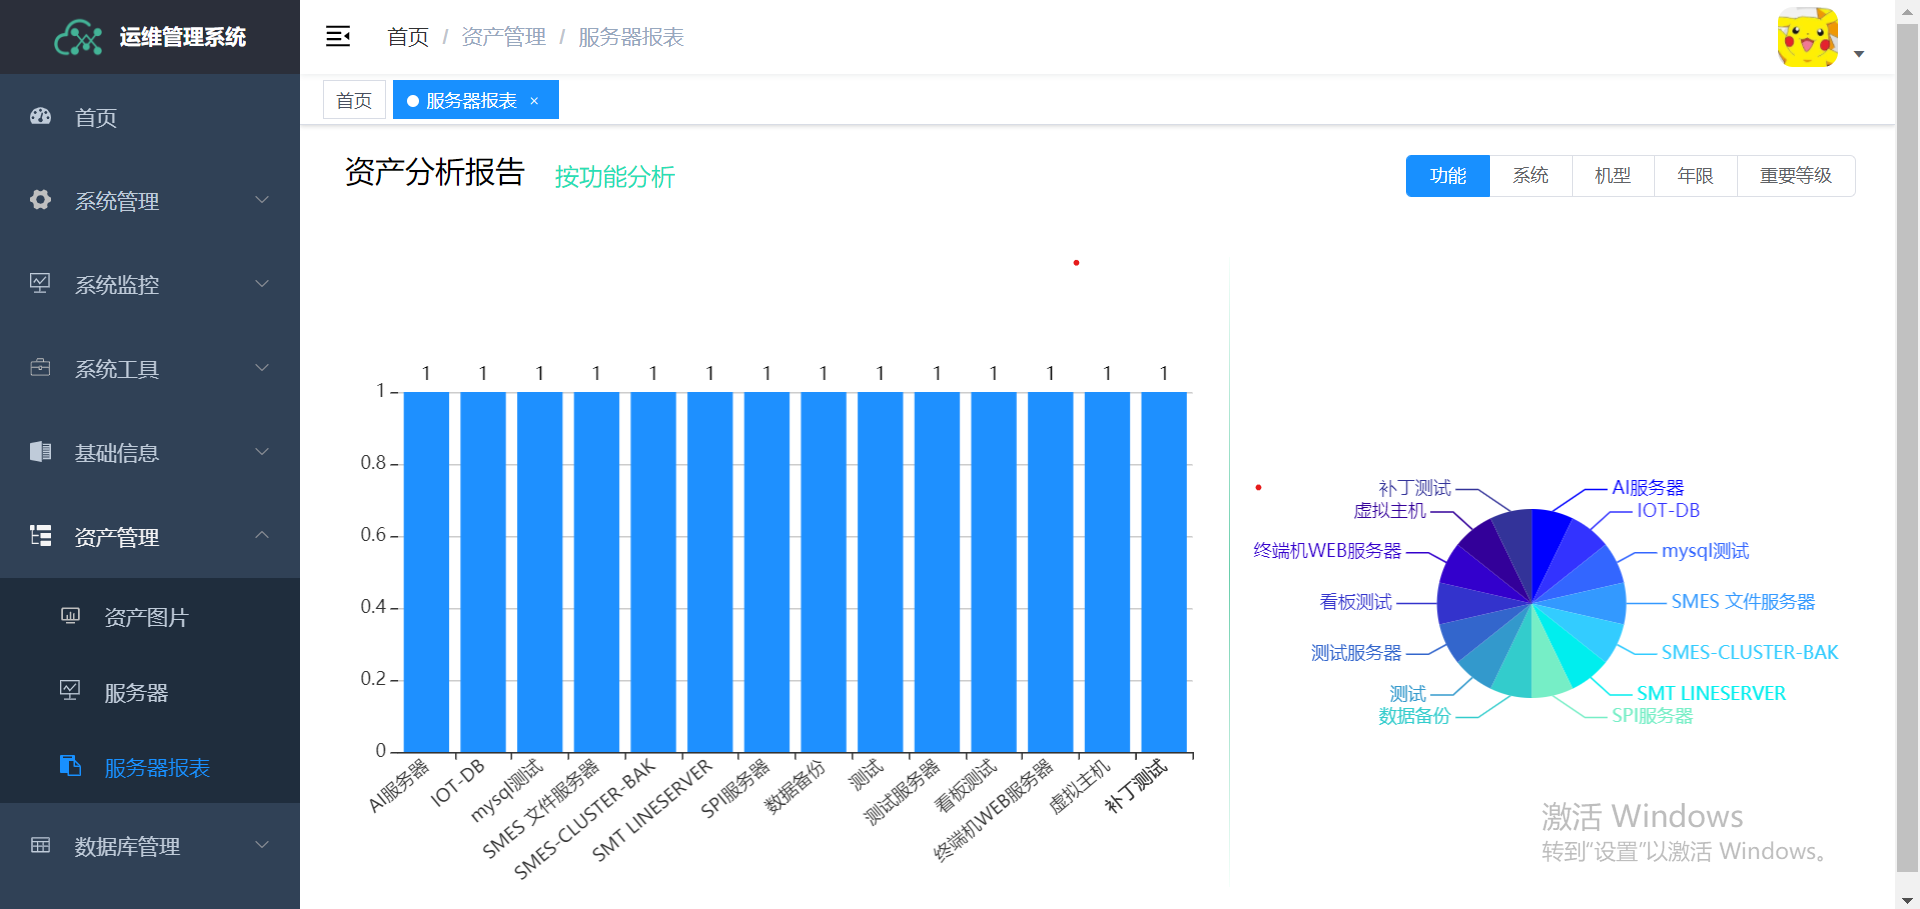 运维管理系统
首页 / 资产管理 / 服务器报表
首页
服务器报表 ×
首页
系统管理
系统监控
系统工具
基础信息
资产管理
资产图片
服务器
服务器报表
数据库管理
资产分析报告 按功能分析
功能 系统 机型 年限 重要等级
1 1 1 1 1 1 1 1 1 1 1 1 1 1
1
0.8
0.6
0.4
0.2
0
AI服务器
IOT-DB
mysql测试
SMES 文件服务器
SMES-CLUSTER-BAK
SMT LINESERVER
SPI服务器
数据备份
测试
测试服务器
看板测试
终端机WEB服务器
虚拟主机
补丁测试
补丁测试 AI服务器
虚拟主机 IOT-DB
终端机WEB服务器 mysql测试
看板测试 SMES 文件服务器
测试服务器 SMES-CLUSTER-BAK
测试 SMT LINESERVER
数据备份 SPI服务器
激活 Windows
转到“设置”以激活 Windows。